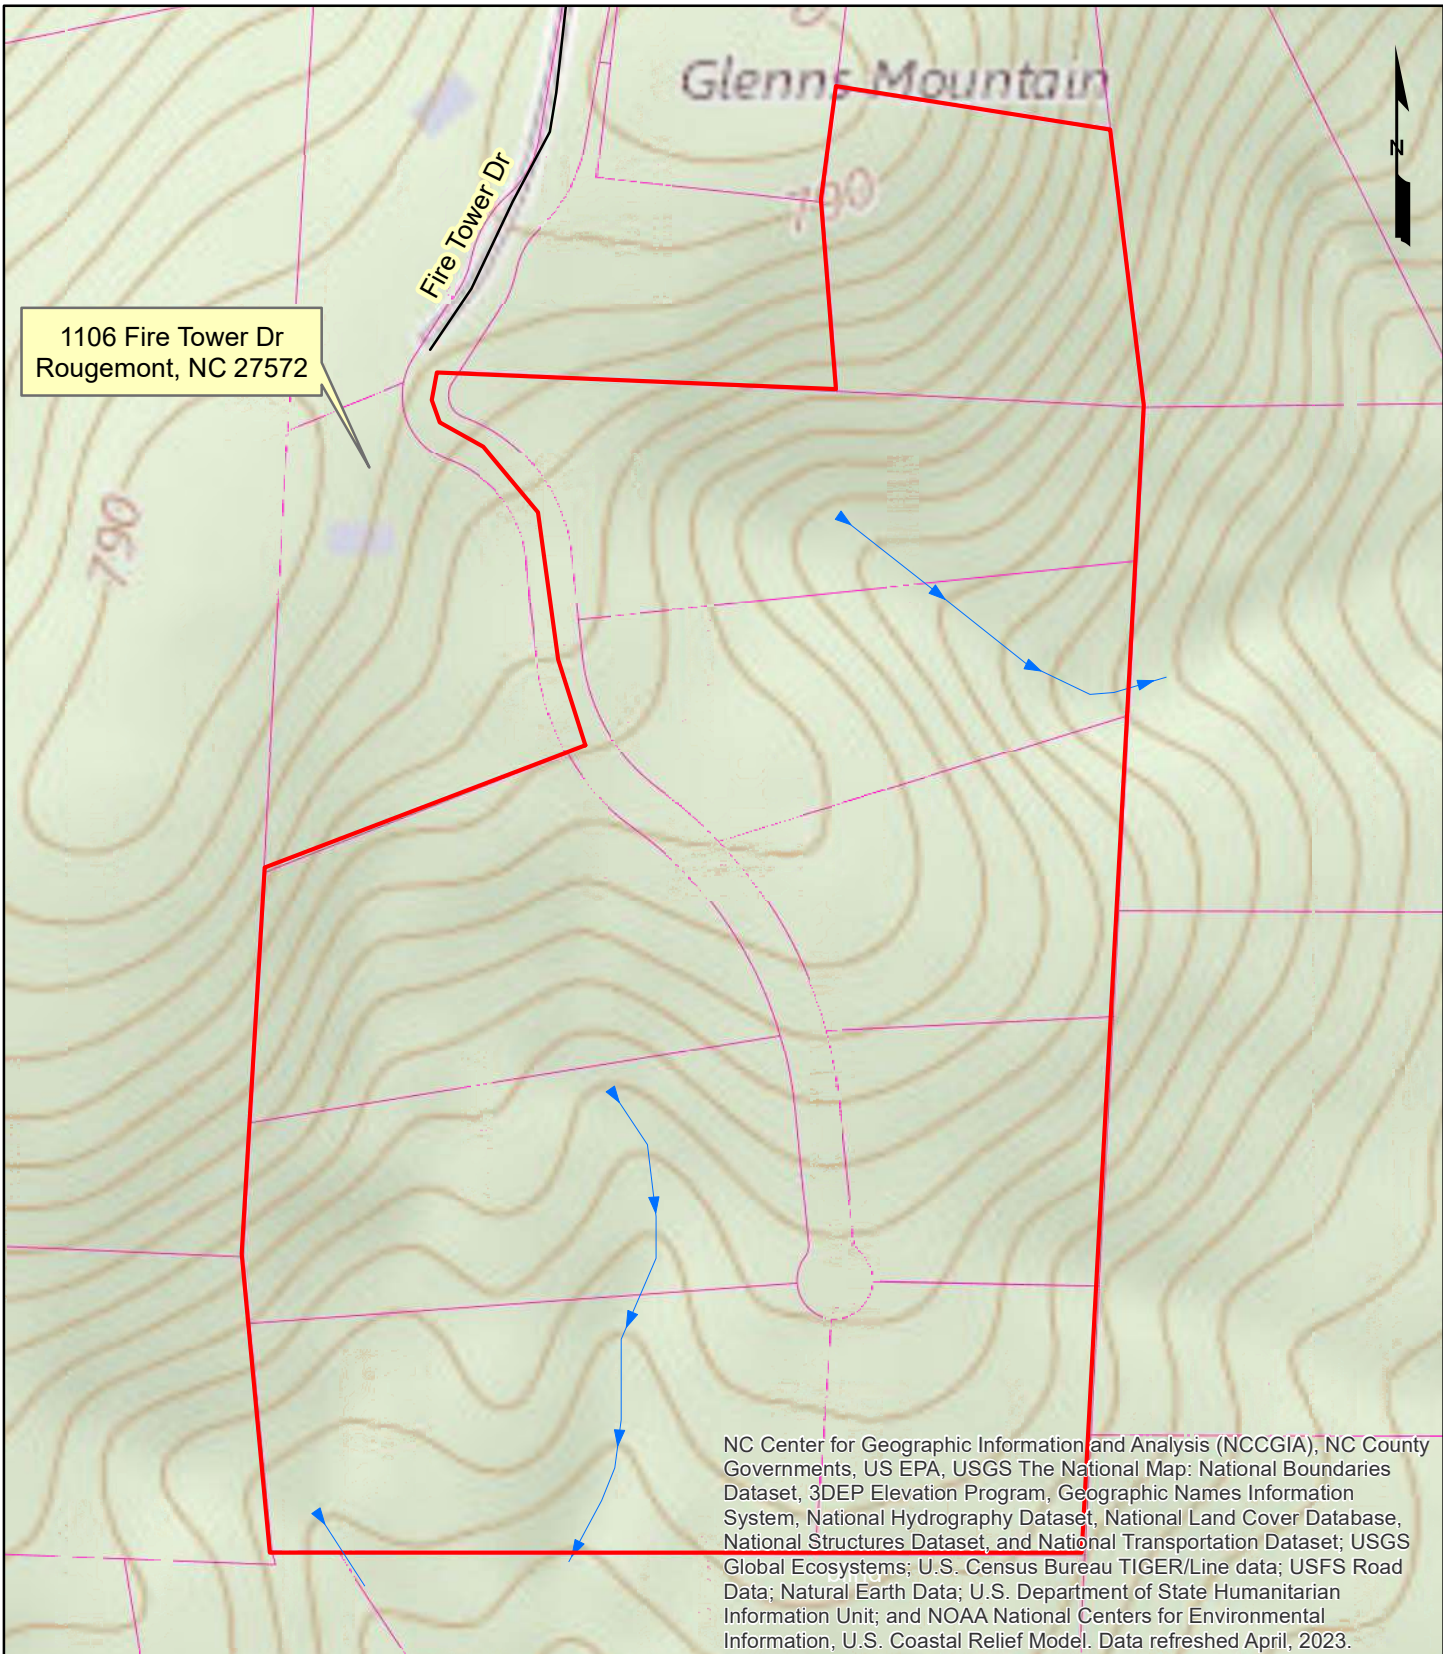 Glenns Mountain
N
790
Fire Tower Dr
1106 Fire Tower Dr
Rougemont, NC 27572
790
NC Center for Geographic Information and Analysis (NCCGIA), NC County
Governments, US EPA, USGS The National Map: National Boundaries
Dataset, 3DEP Elevation Program, Geographic Names Information
System, National Hydrography Dataset, National Land Cover Database,
National Structures Dataset, and National Transportation Dataset; USGS
Global Ecosystems; U.S. Census Bureau TIGER/Line data; USFS Road
Data; Natural Earth Data; U.S. Department of State Humanitarian
Information Unit; and NOAA National Centers for Environmental
Information, U.S. Coastal Relief Model. Data refreshed April, 2023.